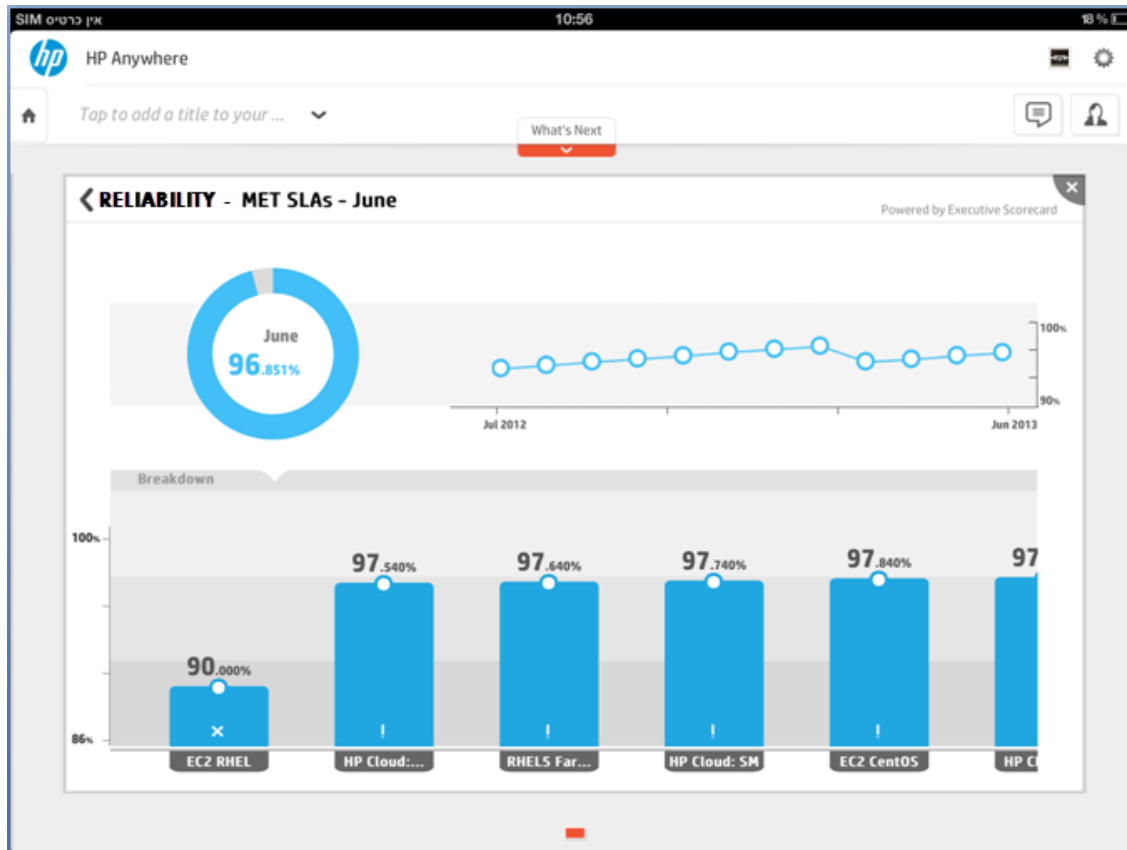 אין כרטיס SIM
10:56
18 %
hp
HP Anywhere
Tap to add a title to your ...
What's Next
RELIABILITY - MET SLAs - June
Powered by Executive Scorecard
June
96.851%
100%
90%
Jul 2012
Jun 2013
Breakdown
100%
86%
90.000%
97.540%
97.640%
97.740%
97.840%
97
EC2 RHEL
HP Cloud:...
RHEL5 Far...
HP Cloud: SM
EC2 CentOS
HP Cl